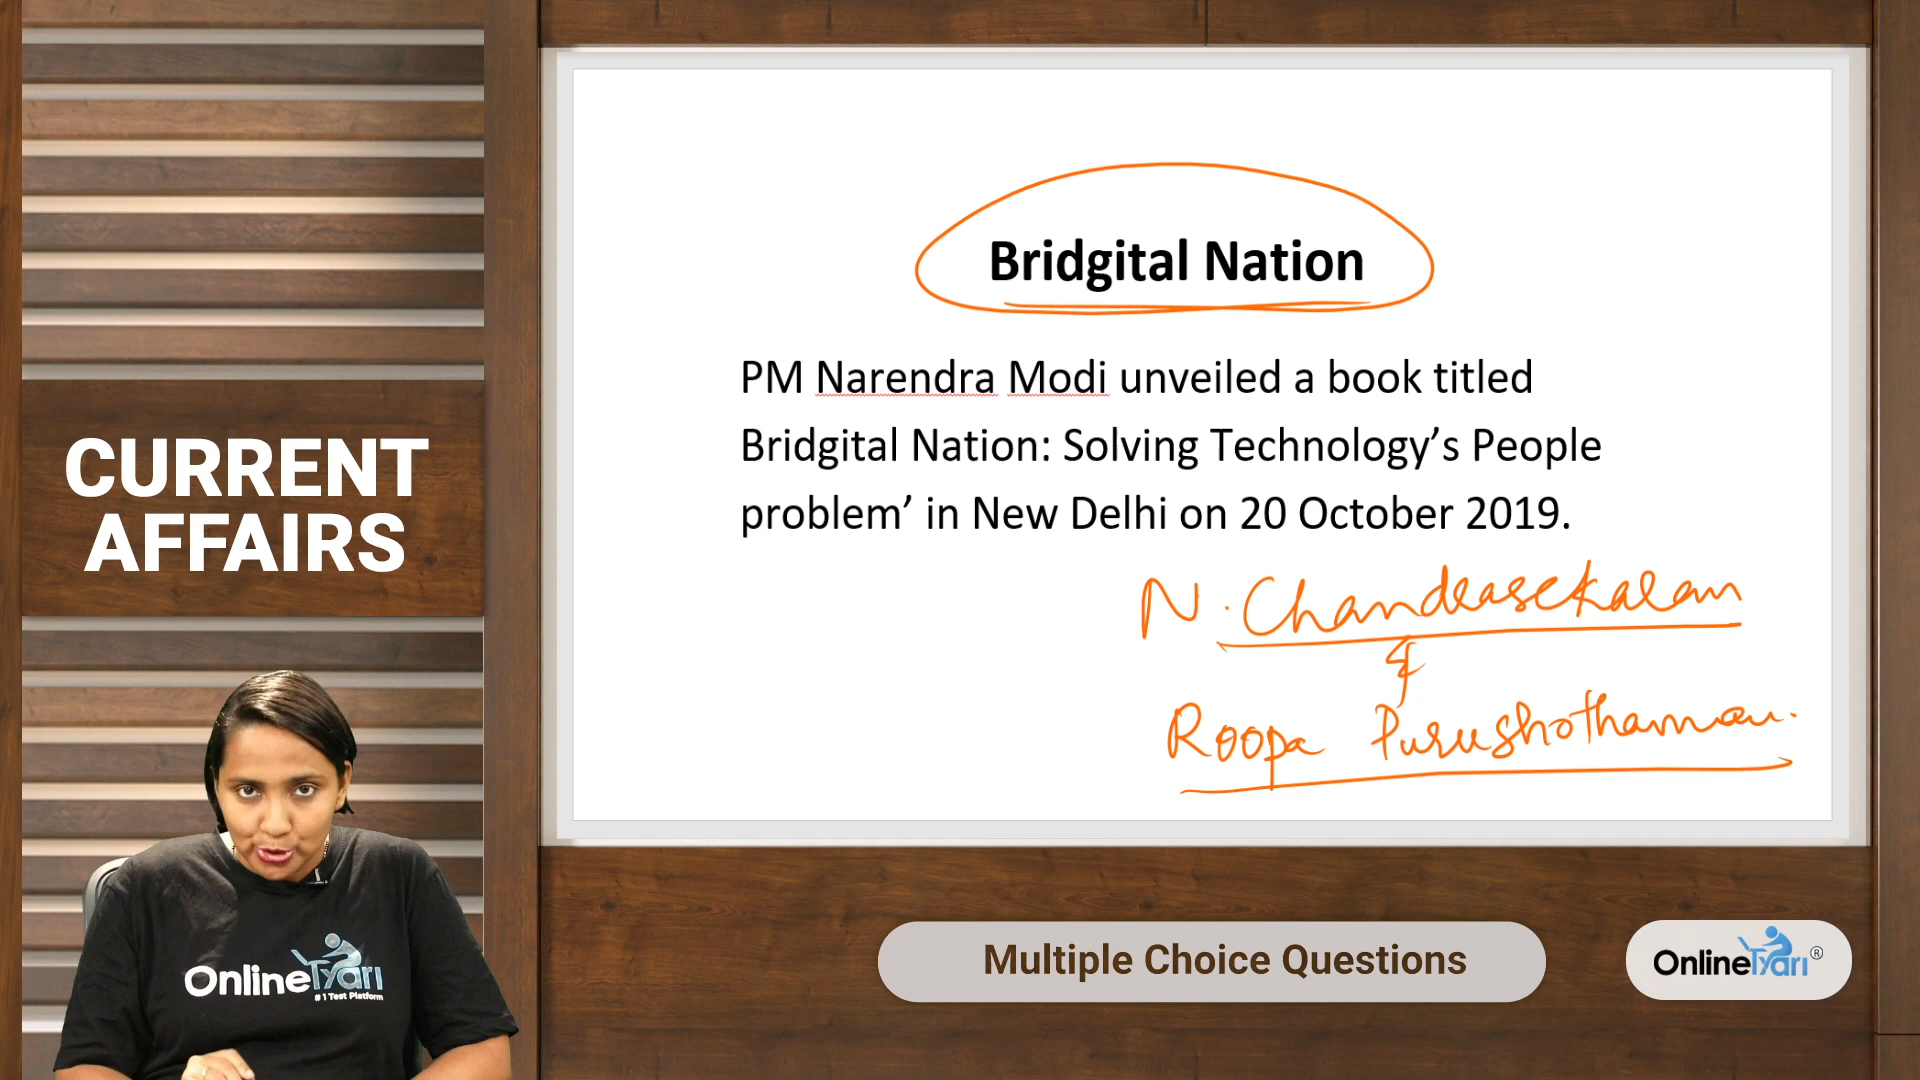 CURRENT
AFFAIRS
Bridgital Nation
PM Narendra Modi unveiled a book titled
Bridgital Nation: Solving Technology’s People
problem’ in New Delhi on 20 October 2019.
N. Chandrasekaran
&
Roopa Purushothaman.
OnlineTyari
#1 Test Platform
Multiple Choice Questions
OnlineTyari®